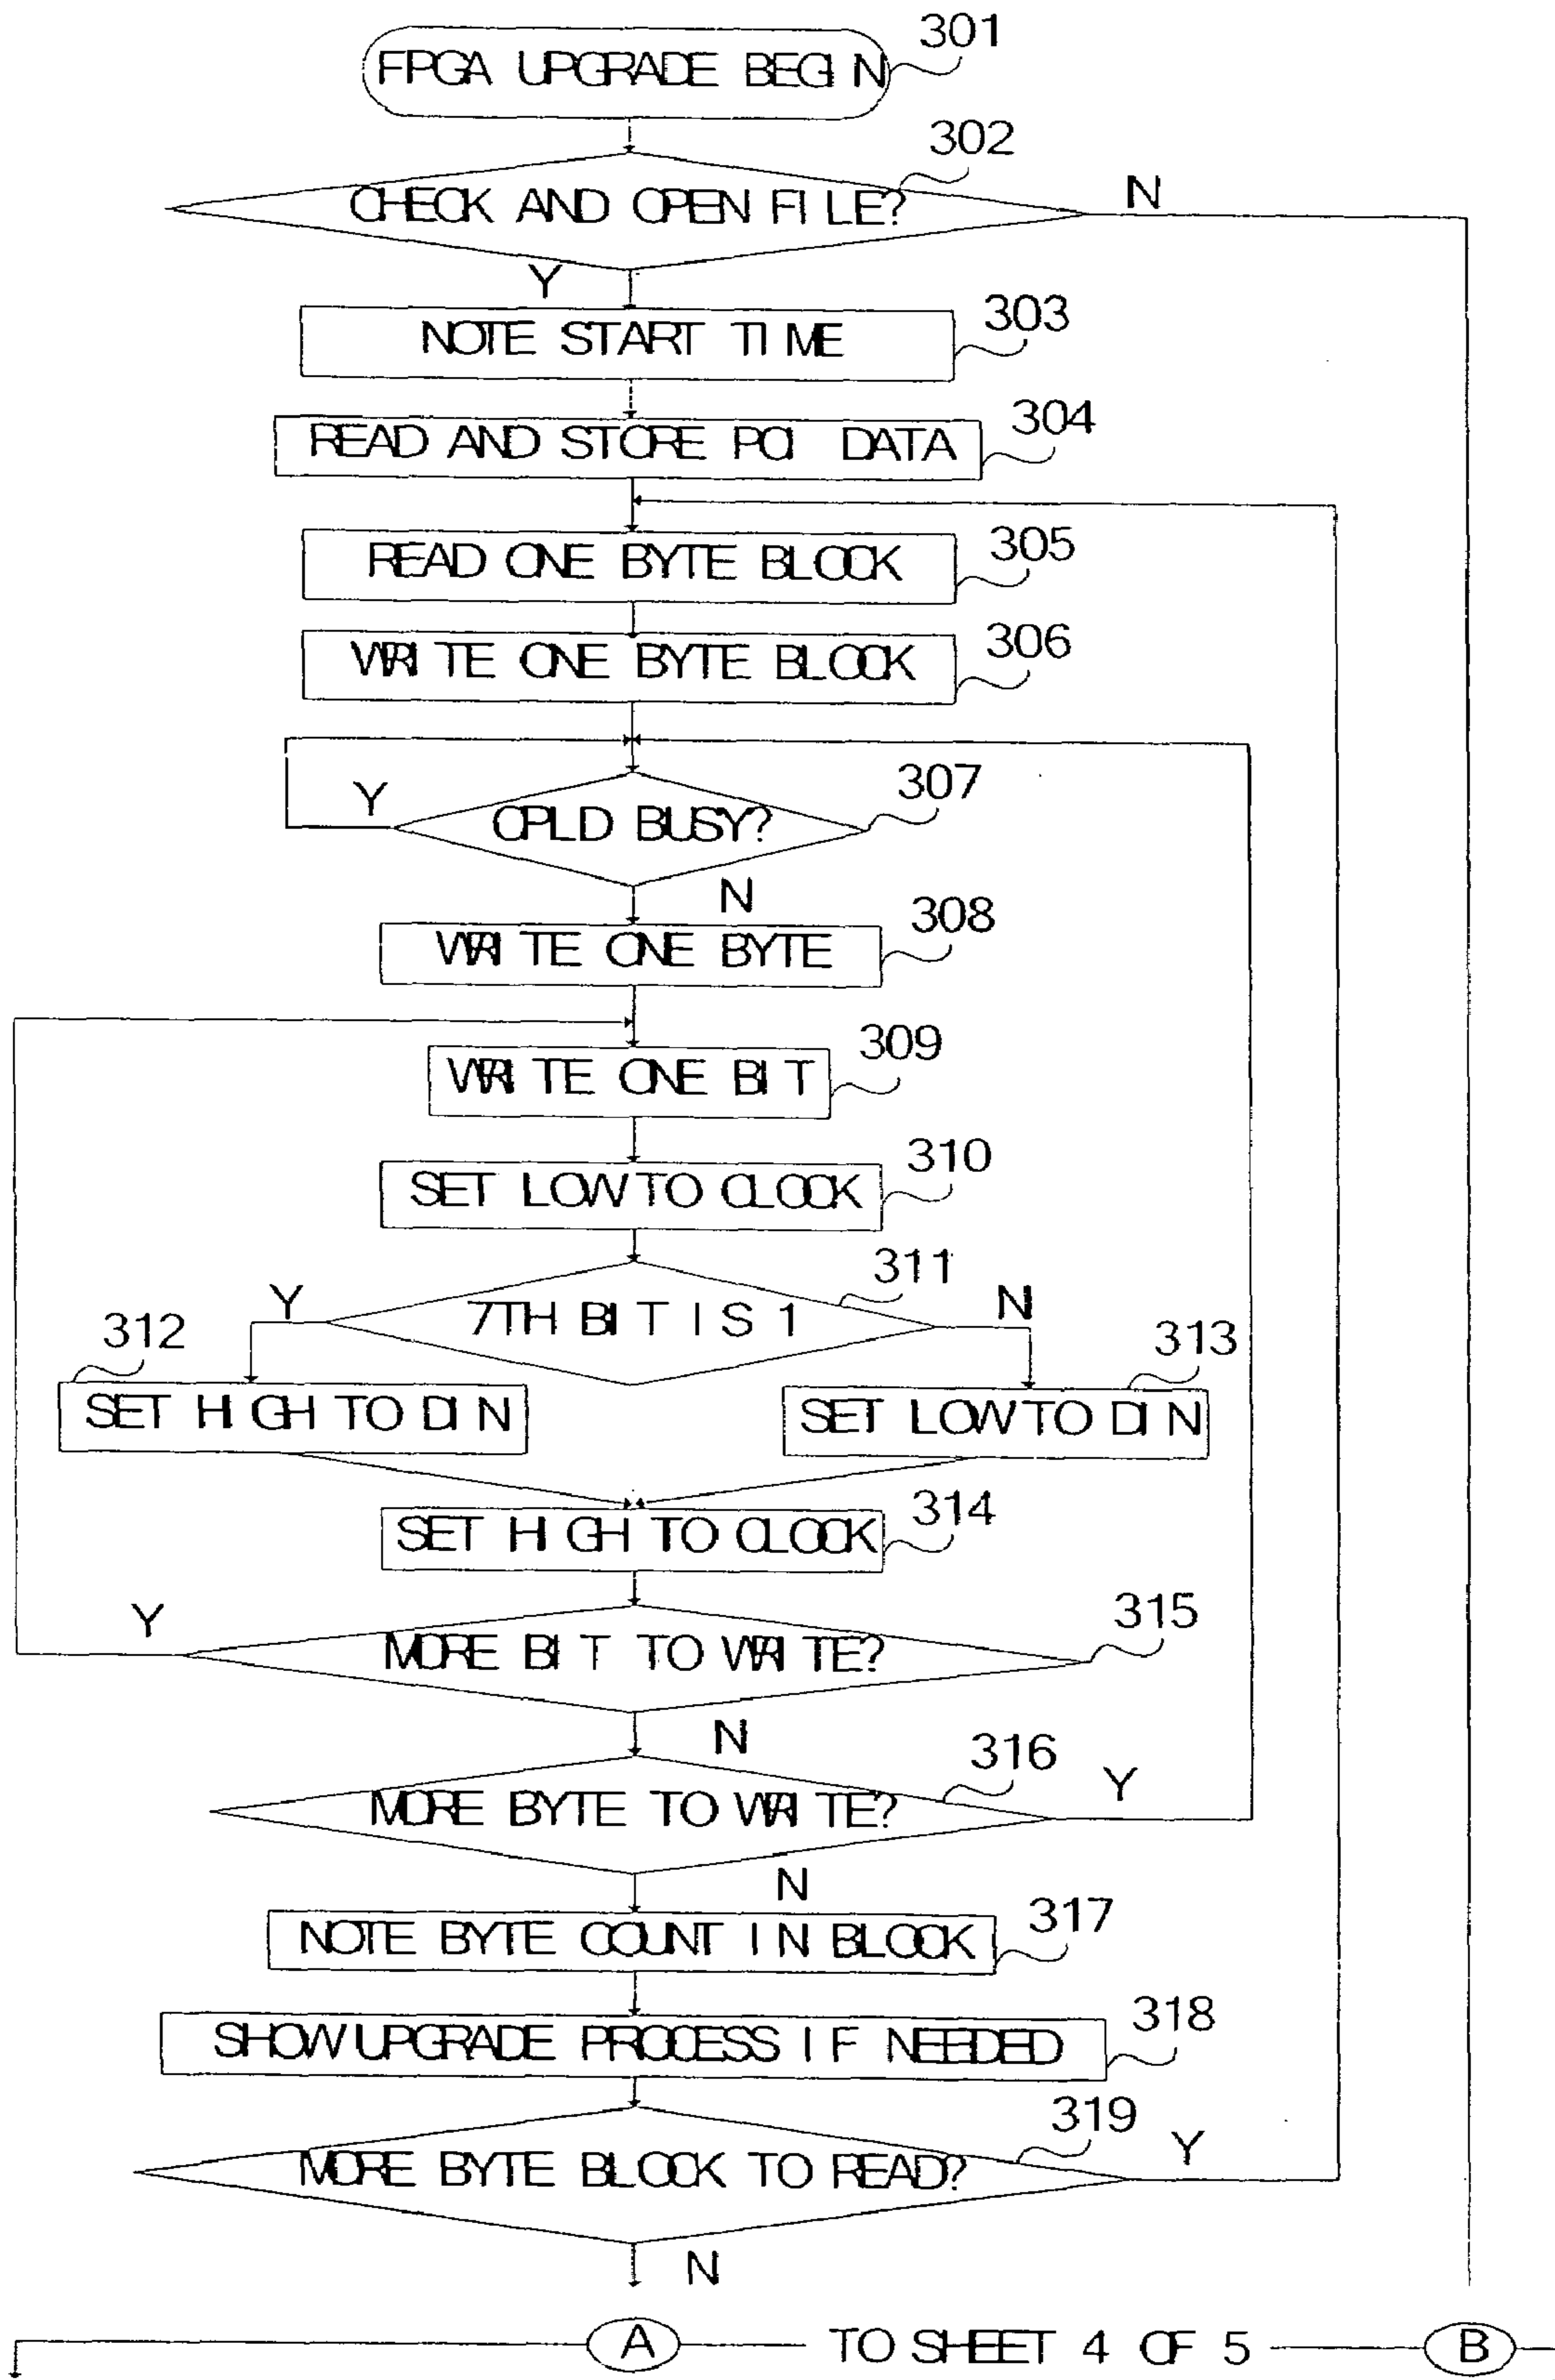 301
FPGA UPGRADE BEGIN
302
CHECK AND OPEN FILE?
N
Y
303
NOTE START TIME
304
READ AND STORE PCI DATA
305
READ ONE BYTE BLOCK
306
WRITE ONE BYTE BLOCK
307
Y
CPLD BUSY?
N
308
WRITE ONE BYTE
309
WRITE ONE BIT
310
SET LOW TO CLOCK
311
Y
7TH BIT IS 1
N
312
313
SET HIGH TO DIN
SET LOW TO DIN
314
SET HIGH TO CLOCK
315
Y
MORE BIT TO WRITE?
N
316
MORE BYTE TO WRITE?
Y
N
317
NOTE BYTE COUNT IN BLOCK
318
SHOW UPGRADE PROCESS IF NEEDED
319
MORE BYTE BLOCK TO READ?
Y
N
A TO SHEET 4 OF 5 B